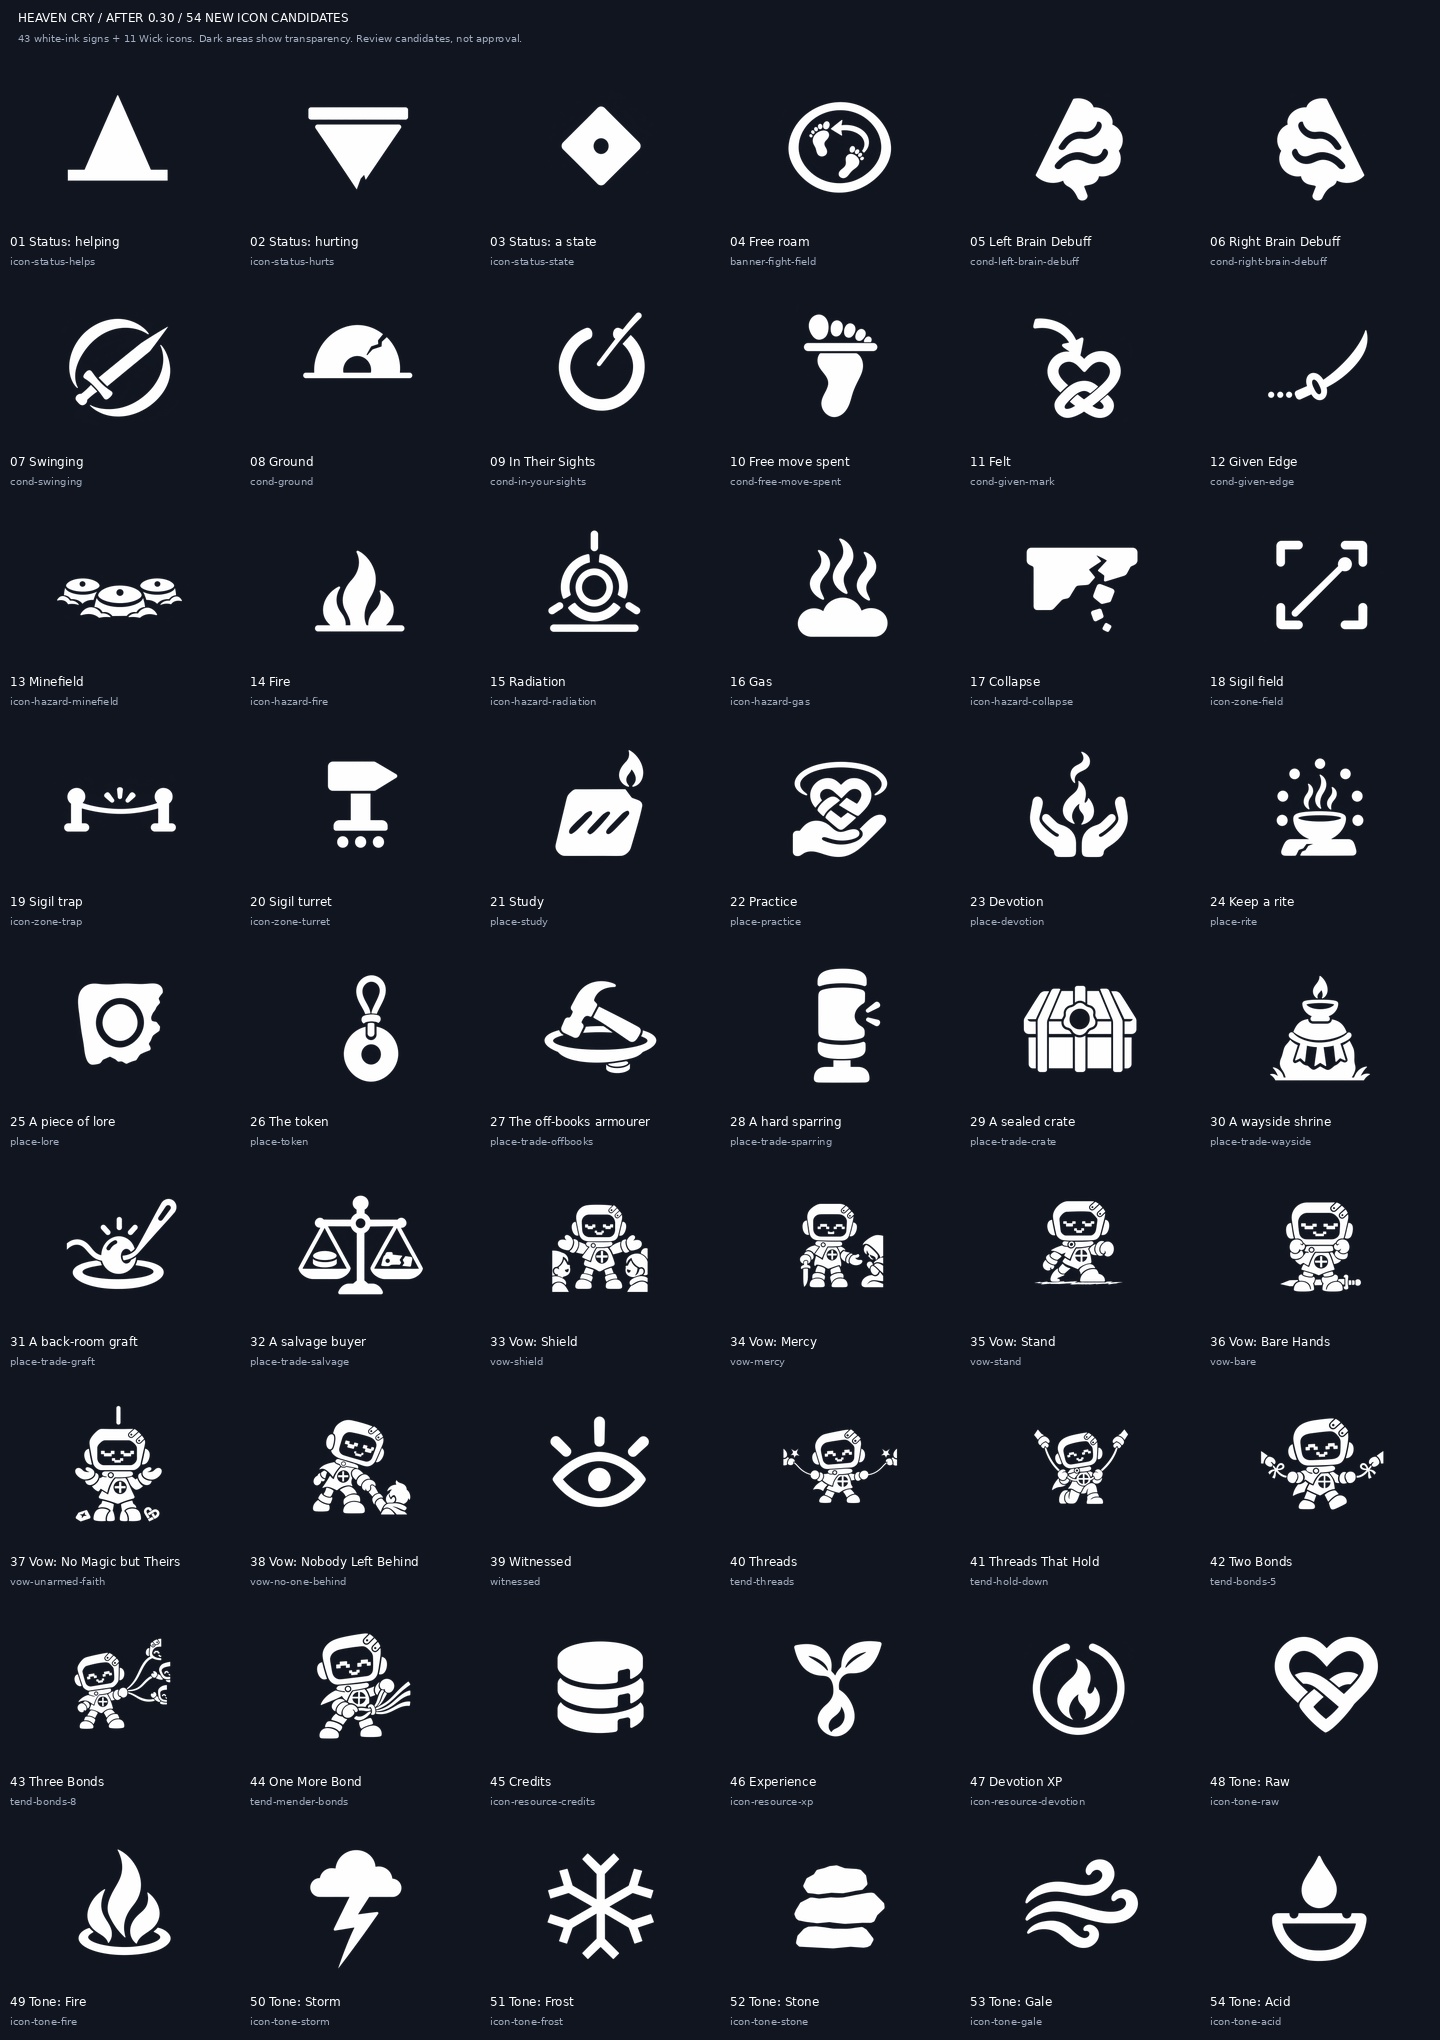 HEAVEN CRY / AFTER 0.30 / 54 NEW ICON CANDIDATES
43 white-ink signs + 11 Wick icons. Dark areas show transparency. Review candidates, not approval.
01 Status: helping
icon-status-helps
02 Status: hurting
icon-status-hurts
03 Status: a state
icon-status-state
04 Free roam
banner-fight-field
05 Left Brain Debuff
cond-left-brain-debuff
06 Right Brain Debuff
cond-right-brain-debuff
07 Swinging
cond-swinging
08 Ground
cond-ground
09 In Their Sights
cond-in-your-sights
10 Free move spent
cond-free-move-spent
11 Felt
cond-given-mark
12 Given Edge
cond-given-edge
13 Minefield
icon-hazard-minefield
14 Fire
icon-hazard-fire
15 Radiation
icon-hazard-radiation
16 Gas
icon-hazard-gas
17 Collapse
icon-hazard-collapse
18 Sigil field
icon-zone-field
19 Sigil trap
icon-zone-trap
20 Sigil turret
icon-zone-turret
21 Study
place-study
22 Practice
place-practice
23 Devotion
place-devotion
24 Keep a rite
place-rite
25 A piece of lore
place-lore
26 The token
place-token
27 The off-books armourer
place-trade-offbooks
28 A hard sparring
place-trade-sparring
29 A sealed crate
place-trade-crate
30 A wayside shrine
place-trade-wayside
31 A back-room graft
place-trade-graft
32 A salvage buyer
place-trade-salvage
33 Vow: Shield
vow-shield
34 Vow: Mercy
vow-mercy
35 Vow: Stand
vow-stand
36 Vow: Bare Hands
vow-bare
37 Vow: No Magic but Theirs
vow-unarmed-faith
38 Vow: Nobody Left Behind
vow-no-one-behind
39 Witnessed
witnessed
40 Threads
tend-threads
41 Threads That Hold
tend-hold-down
42 Two Bonds
tend-bonds-5
43 Three Bonds
tend-bonds-8
44 One More Bond
tend-mender-bonds
45 Credits
icon-resource-credits
46 Experience
icon-resource-xp
47 Devotion XP
icon-resource-devotion
48 Tone: Raw
icon-tone-raw
49 Tone: Fire
icon-tone-fire
50 Tone: Storm
icon-tone-storm
51 Tone: Frost
icon-tone-frost
52 Tone: Stone
icon-tone-stone
53 Tone: Gale
icon-tone-gale
54 Tone: Acid
icon-tone-acid